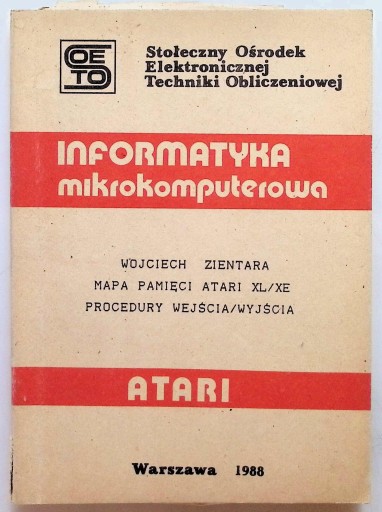 SOETO
Stołeczny Ośrodek
Elektronicznej
Techniki Obliczeniowej
INFORMATYKA
mikrokomputerowa
WOJCIECH ZIENTARA
MAPA PAMIĘCI ATARI XL/XE
PROCEDURY WEJŚCIA/WYJŚCIA
ATARI
Warszawa 1988